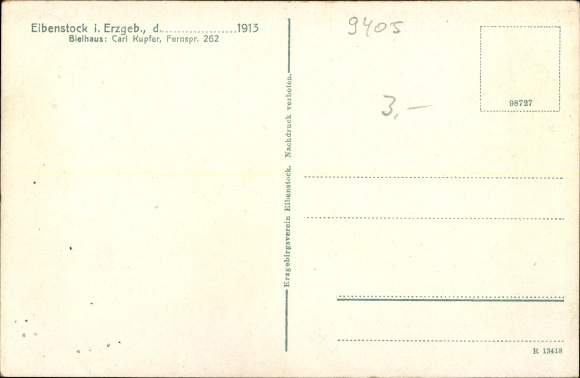 Eibenstock i. Erzgeb., d. ........................ 1913
Bielhaus: Carl Kupfer, Fernspr. 262
Erzgebirgsverein Eibenstock. Nachdruck verboten.
9405
3,-
98727
R 13418